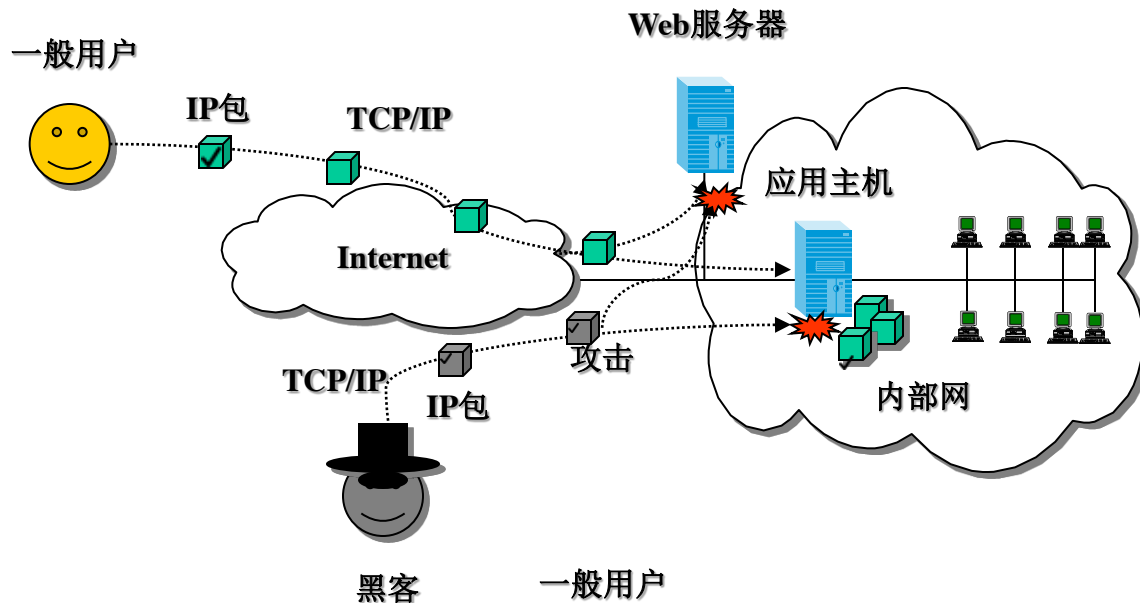 Web服务器
一般用户
IP包
TCP/IP
应用主机
Internet
攻击
TCP/IP
IP包
内部网
黑客
一般用户